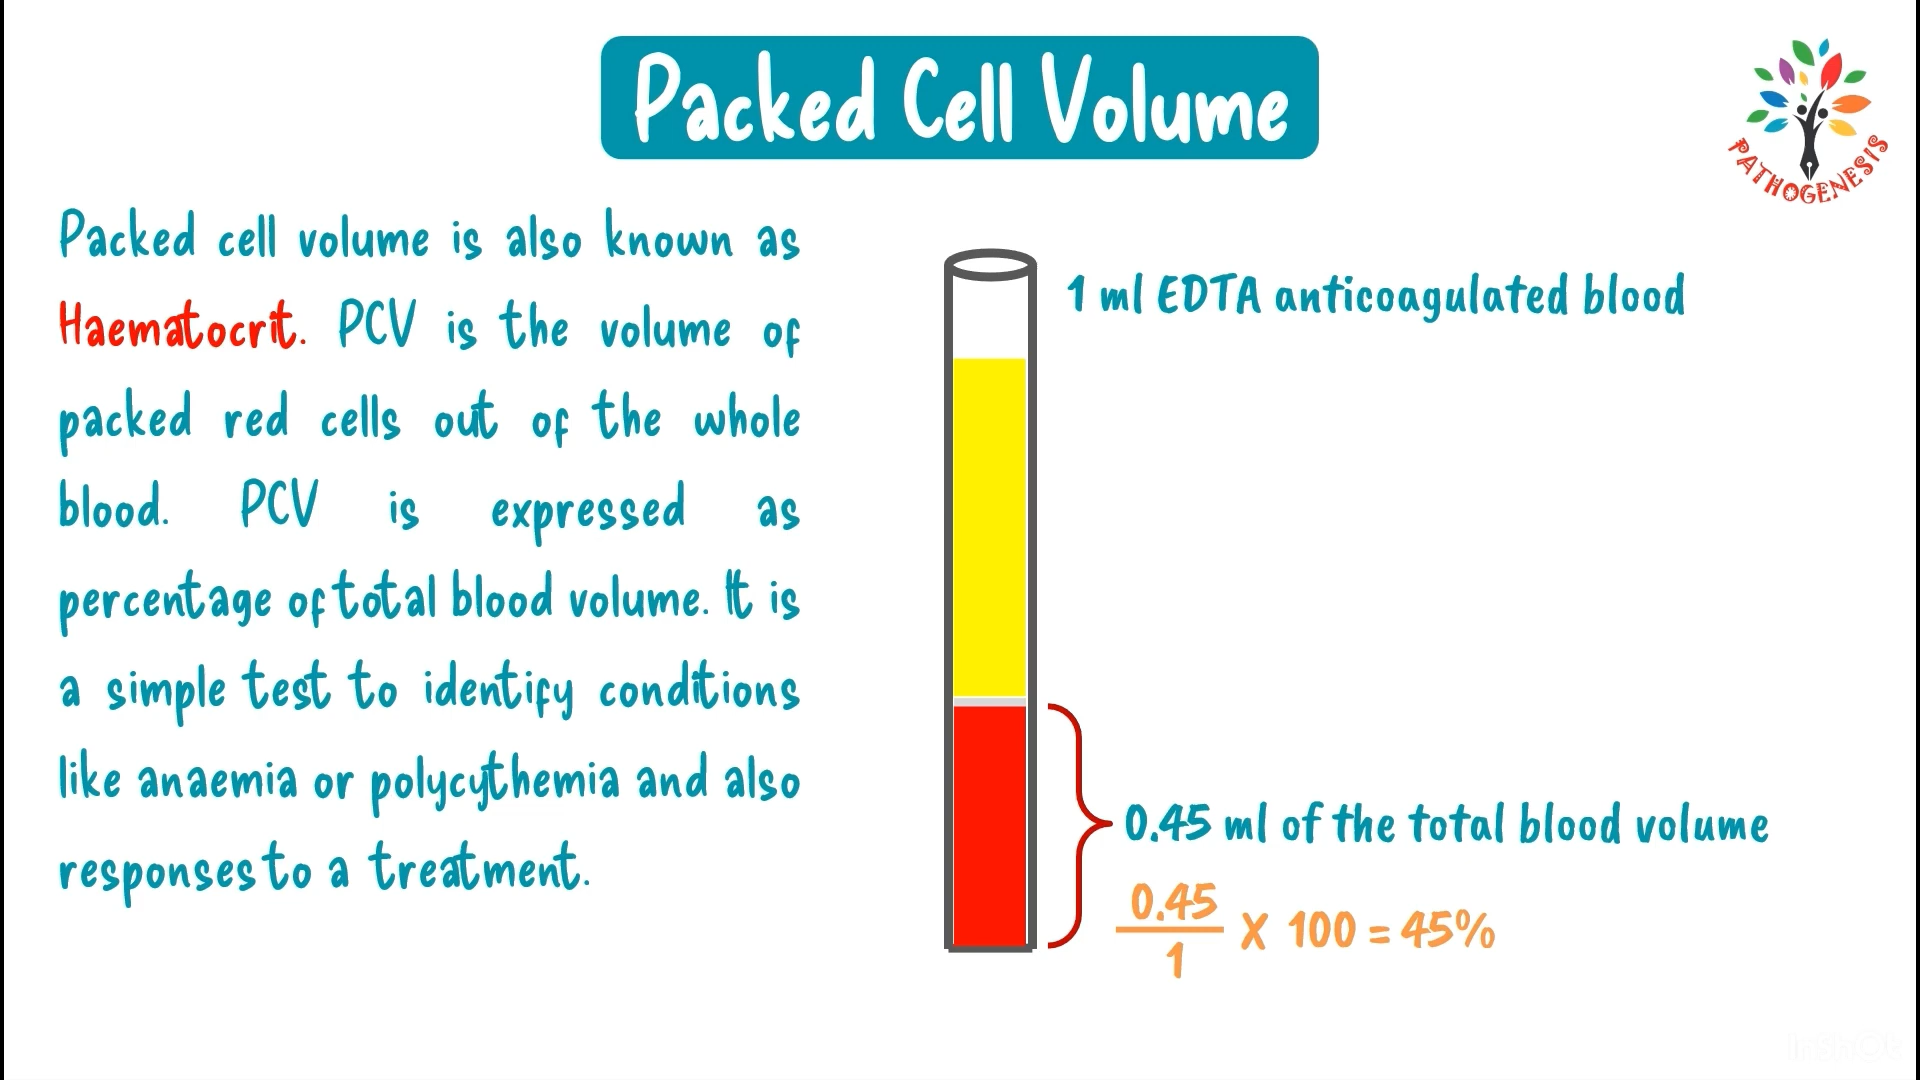 Packed Cell Volume
PATHOGENESIS
Packed cell volume is also known as
Haematocrit. PCV is the volume of
packed red cells out of the whole
blood. PCV is expressed as
percentage of total blood volume. It is
a simple test to identify conditions
like anaemia or polycythemia and also
responses to a treatment.
1 ml EDTA anticoagulated blood
0.45 ml of the total blood volume
0.45
1
X 100 = 45%
InShOt